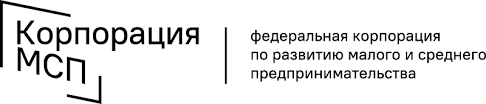 Корпорация
МСП
федеральная корпорация
по развитию малого и среднего
предпринимательства